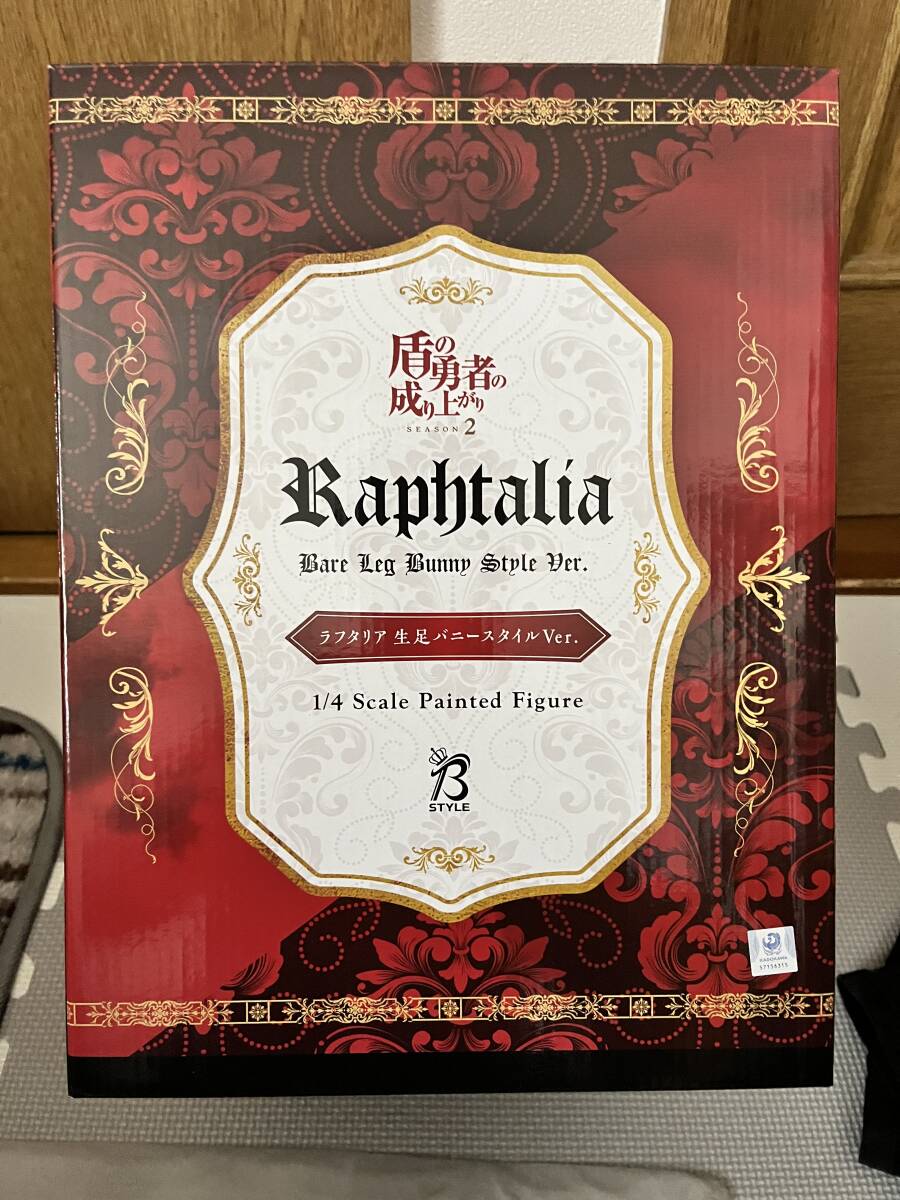 盾の勇者の
成り上がり
SEASON 2
Raphtalia
Bare Leg Bunny Style Ver.
ラフタリア 生足バニースタイルVer.
1/4 Scale Painted Figure
B
STYLE
KADOKAWA
57156315